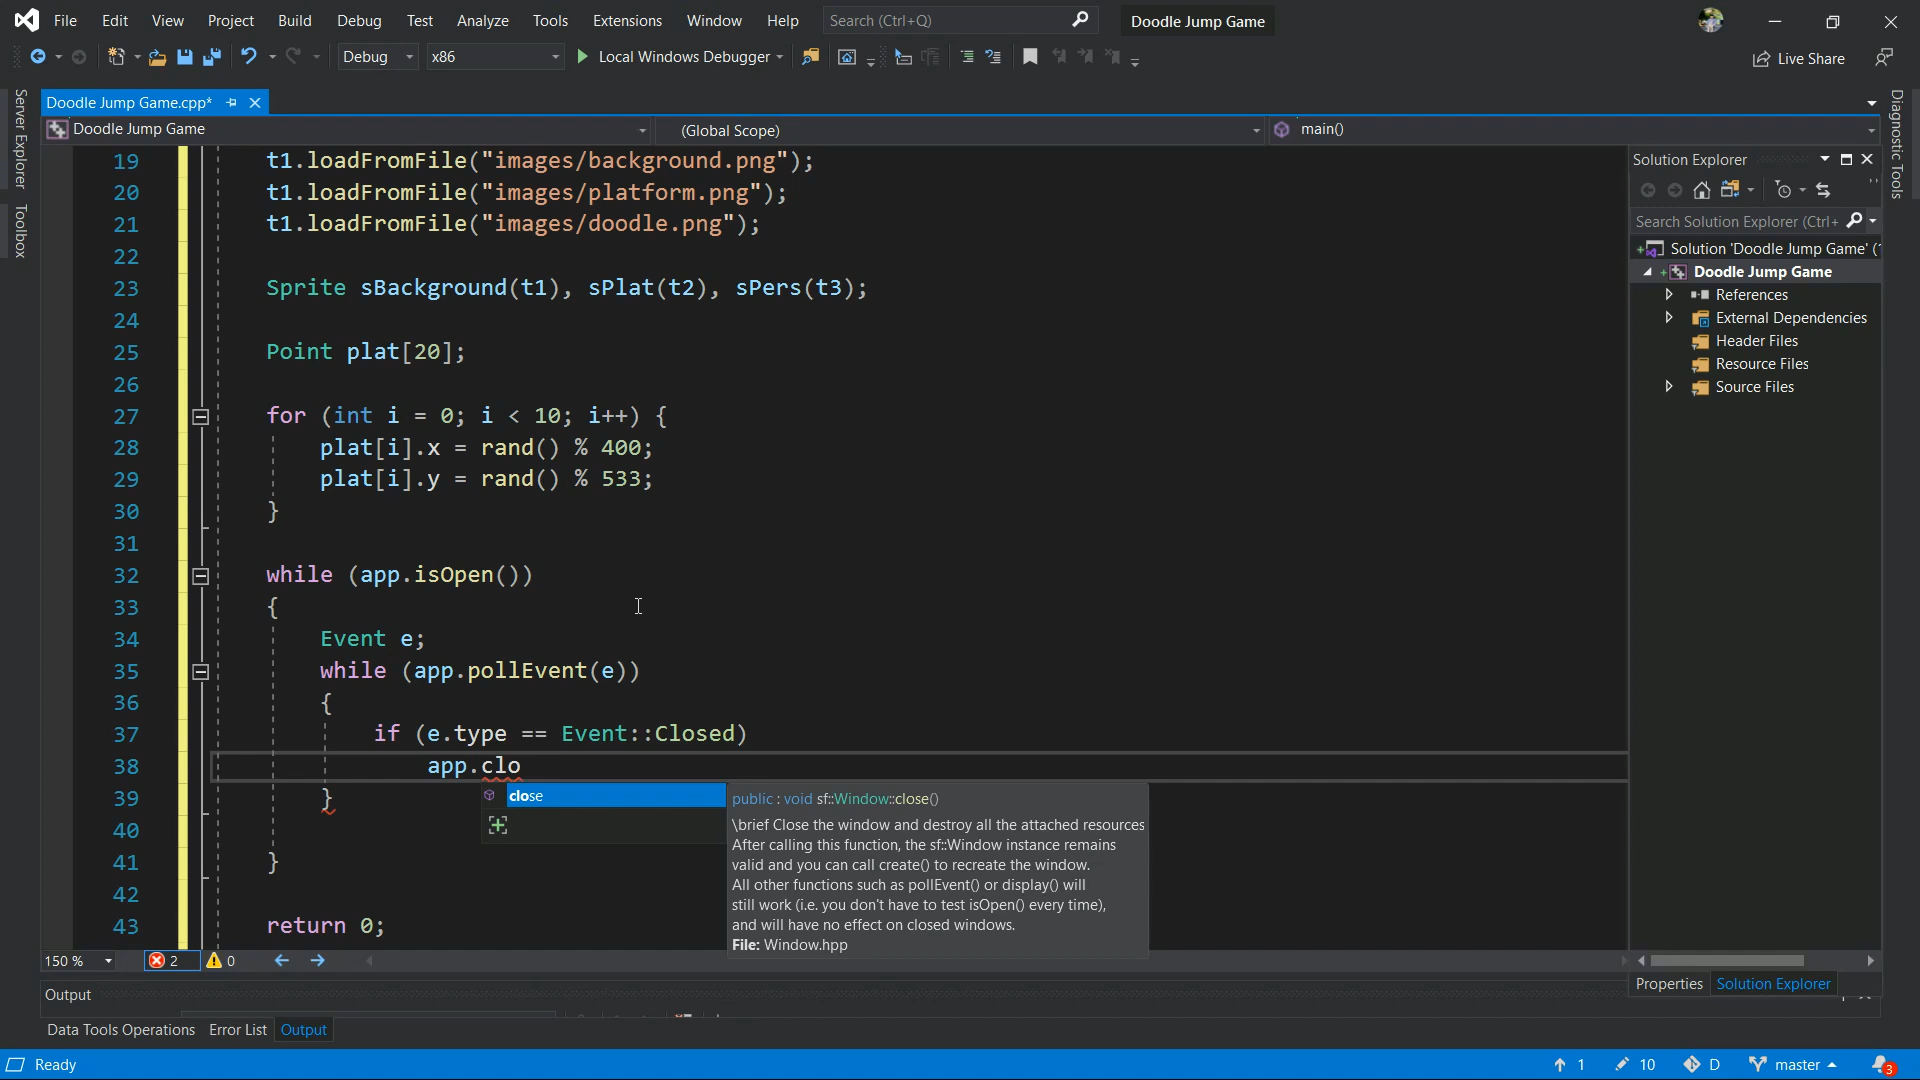 File Edit View Project Build Debug Test Analyze Tools Extensions Window Help Search (Ctrl+Q) Doodle Jump Game
Debug x86 Local Windows Debugger Live Share
Server Explorer
Toolbox
Doodle Jump Game.cpp*
Doodle Jump Game (Global Scope) main()
19 t1.loadFromFile("images/background.png");
20 t1.loadFromFile("images/platform.png");
21 t1.loadFromFile("images/doodle.png");
22
23 Sprite sBackground(t1), sPlat(t2), sPers(t3);
24
25 Point plat[20];
26
27 for (int i = 0; i < 10; i++) {
28 plat[i].x = rand() % 400;
29 plat[i].y = rand() % 533;
30 }
31
32 while (app.isOpen())
33 {
34 Event e;
35 while (app.pollEvent(e))
36 {
37 if (e.type == Event::Closed)
38 app.clo
39 }
40
41 }
42
43 return 0;
close
public : void sf::Window::close()
\brief Close the window and destroy all the attached resources
After calling this function, the sf::Window instance remains
valid and you can call create() to recreate the window.
All other functions such as pollEvent() or display() will
still work (i.e. you don't have to test isOpen() every time),
and will have no effect on closed windows.
File: Window.hpp
150 % 2 0
Solution Explorer
Search Solution Explorer (Ctrl+
Solution 'Doodle Jump Game' (
Doodle Jump Game
References
External Dependencies
Header Files
Resource Files
Source Files
Properties Solution Explorer
Diagnostic Tools
Output
Data Tools Operations Error List Output
Ready 1 10 D master 3